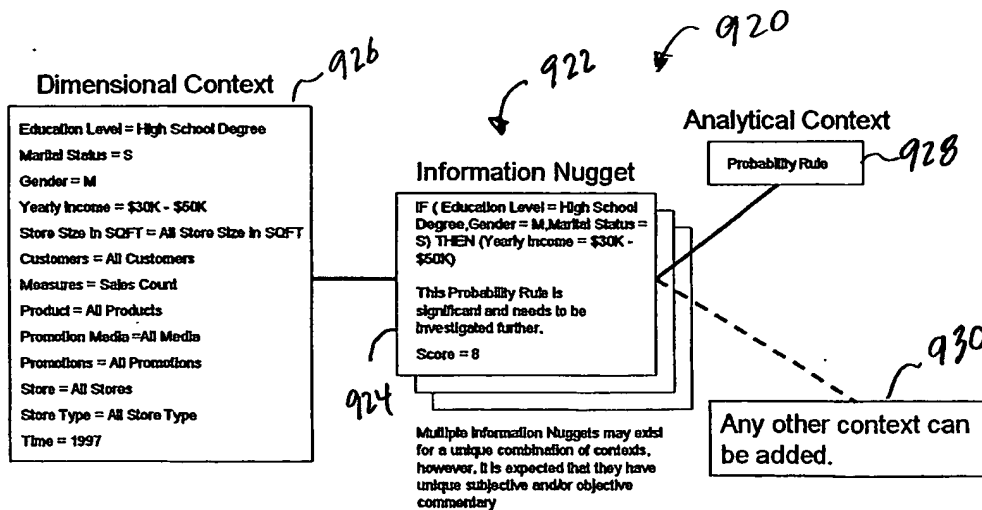 920
922
926
Dimensional Context
Education Level = High School Degree
Marital Status = S
Gender = M
Yearly Income = $30K - $50K
Store Size in SQFT = All Store Size in SQFT
Customers = All Customers
Measures = Sales Count
Product = All Products
Promotion Media =All Media
Promotions = All Promotions
Store = All Stores
Store Type = All Store Type
Time = 1997
Information Nugget
IF ( Education Level = High School
Degree,Gender = M,Marital Status =
S) THEN (Yearly Income = $30K -
$50K)
This Probability Rule is
significant and needs to be
investigated further.
Score = 8
924
Multiple Information Nuggets may exist
for a unique combination of contexts,
however, it is expected that they have
unique subjective and/or objective
commentary
Analytical Context
Probability Rule
928
930
Any other context can
be added.